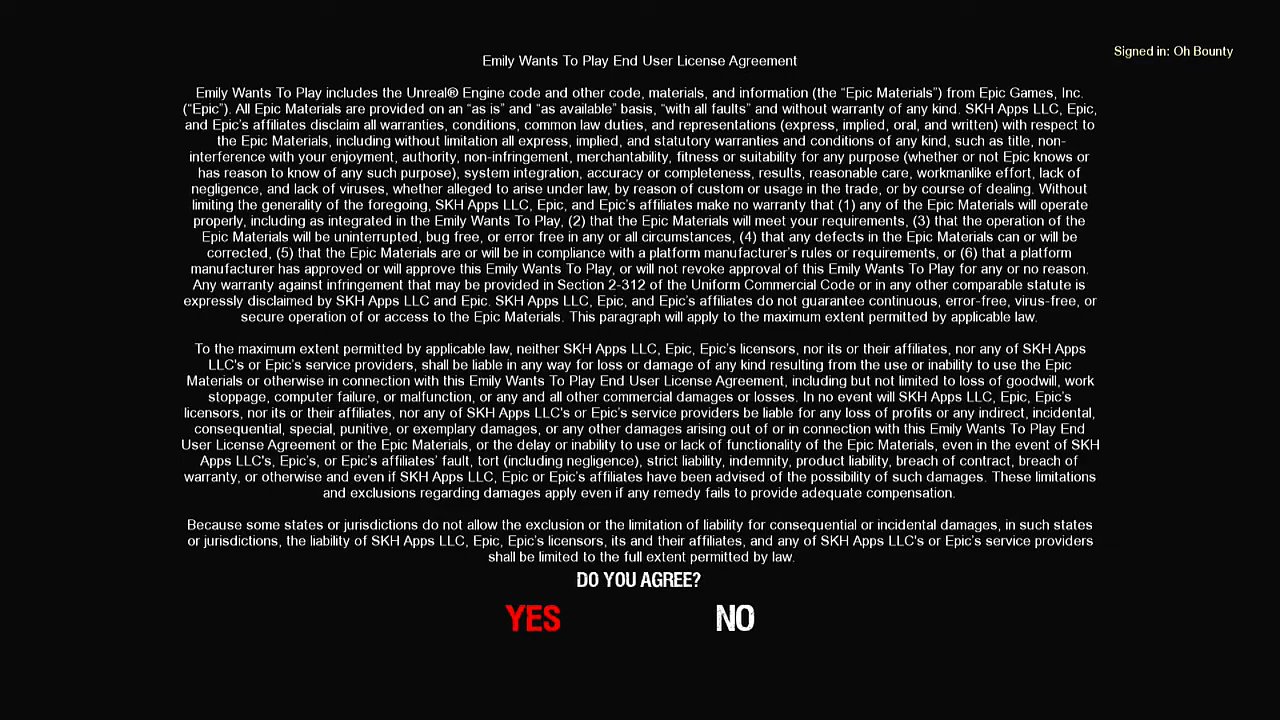 Signed in: Oh Bounty
Emily Wants To Play End User License Agreement
Emily Wants To Play includes the Unreal® Engine code and other code, materials, and information (the “Epic Materials”) from Epic Games, Inc.
(“Epic”). All Epic Materials are provided on an “as is” and “as available” basis, “with all faults” and without warranty of any kind. SKH Apps LLC, Epic,
and Epic’s affiliates disclaim all warranties, conditions, common law duties, and representations (express, implied, oral, and written) with respect to
the Epic Materials, including without limitation all express, implied, and statutory warranties and conditions of any kind, such as title, non-
interference with your enjoyment, authority, non-infringement, merchantability, fitness or suitability for any purpose (whether or not Epic knows or
has reason to know of any such purpose), system integration, accuracy or completeness, results, reasonable care, workmanlike effort, lack of
negligence, and lack of viruses, whether alleged to arise under law, by reason of custom or usage in the trade, or by course of dealing. Without
limiting the generality of the foregoing, SKH Apps LLC, Epic, and Epic’s affiliates make no warranty that (1) any of the Epic Materials will operate
properly, including as integrated in the Emily Wants To Play, (2) that the Epic Materials will meet your requirements, (3) that the operation of the
Epic Materials will be uninterrupted, bug free, or error free in any or all circumstances, (4) that any defects in the Epic Materials can or will be
corrected, (5) that the Epic Materials are or will be in compliance with a platform manufacturer’s rules or requirements, or (6) that a platform
manufacturer has approved or will approve this Emily Wants To Play, or will not revoke approval of this Emily Wants To Play for any or no reason.
Any warranty against infringement that may be provided in Section 2-312 of the Uniform Commercial Code or in any other comparable statute is
expressly disclaimed by SKH Apps LLC and Epic. SKH Apps LLC, Epic, and Epic’s affiliates do not guarantee continuous, error-free, virus-free, or
secure operation of or access to the Epic Materials. This paragraph will apply to the maximum extent permitted by applicable law.
To the maximum extent permitted by applicable law, neither SKH Apps LLC, Epic, Epic’s licensors, nor its or their affiliates, nor any of SKH Apps
LLC's or Epic’s service providers, shall be liable in any way for loss or damage of any kind resulting from the use or inability to use the Epic
Materials or otherwise in connection with this Emily Wants To Play End User License Agreement, including but not limited to loss of goodwill, work
stoppage, computer failure, or malfunction, or any and all other commercial damages or losses. In no event will SKH Apps LLC, Epic, Epic’s
licensors, nor its or their affiliates, nor any of SKH Apps LLC's or Epic’s service providers be liable for any loss of profits or any indirect, incidental,
consequential, special, punitive, or exemplary damages, or any other damages arising out of or in connection with this Emily Wants To Play End
User License Agreement or the Epic Materials, or the delay or inability to use or lack of functionality of the Epic Materials, even in the event of SKH
Apps LLC's, Epic’s, or Epic’s affiliates’ fault, tort (including negligence), strict liability, indemnity, product liability, breach of contract, breach of
warranty, or otherwise and even if SKH Apps LLC, Epic or Epic’s affiliates have been advised of the possibility of such damages. These limitations
and exclusions regarding damages apply even if any remedy fails to provide adequate compensation.
Because some states or jurisdictions do not allow the exclusion or the limitation of liability for consequential or incidental damages, in such states
or jurisdictions, the liability of SKH Apps LLC, Epic, Epic’s licensors, its and their affiliates, and any of SKH Apps LLC's or Epic’s service providers
shall be limited to the full extent permitted by law.
DO YOU AGREE?
YES NO